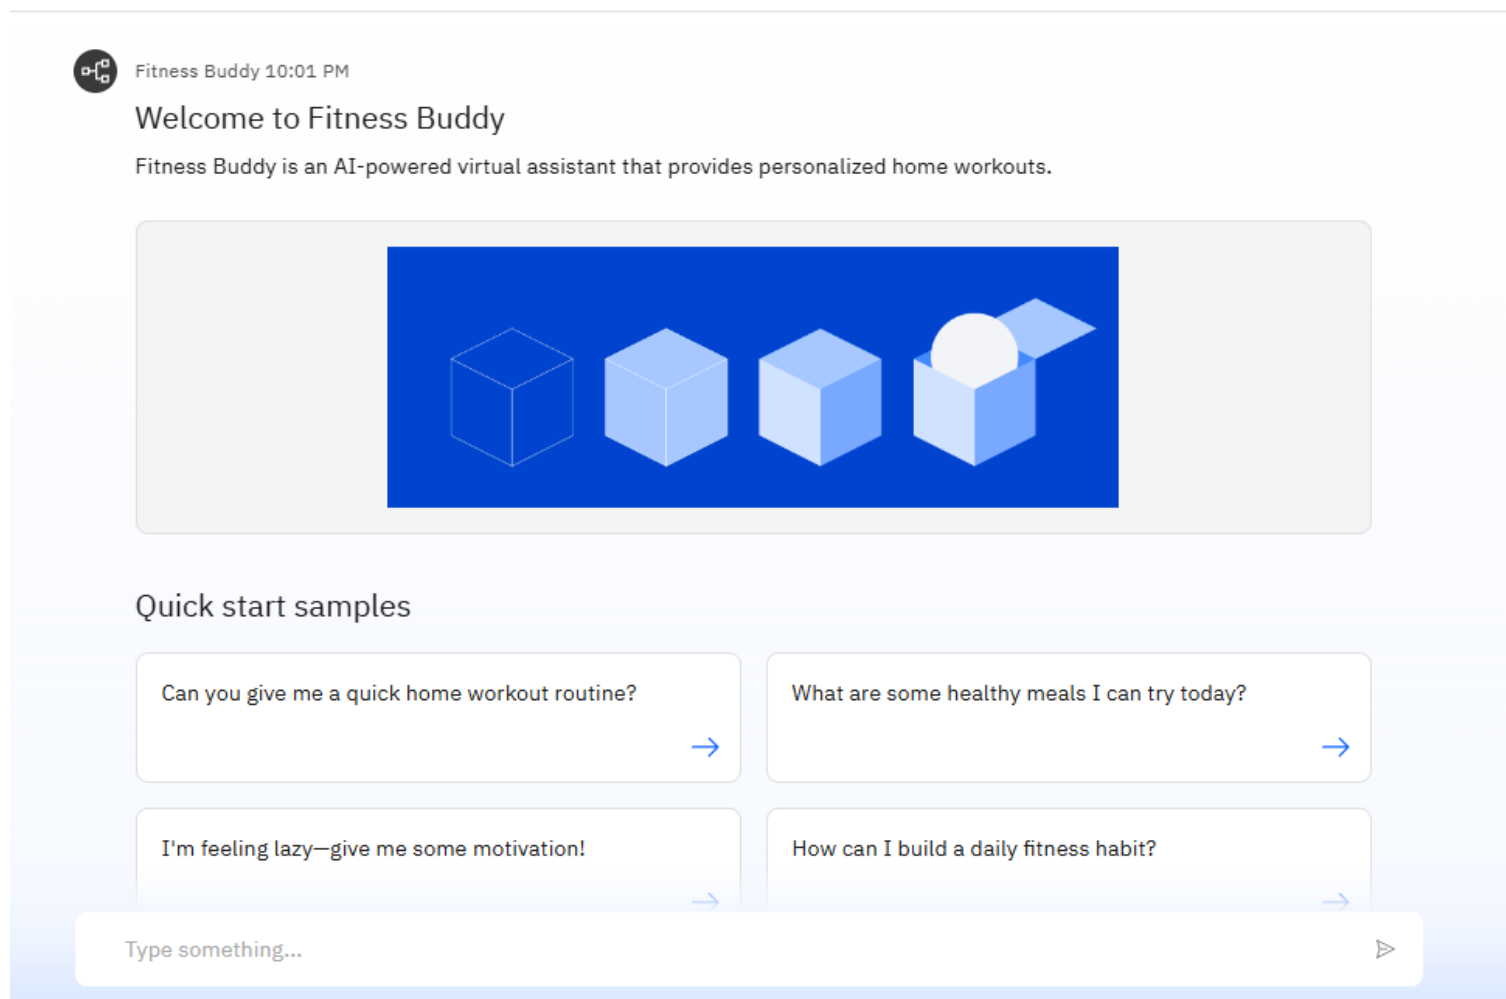 Fitness Buddy 10:01 PM
Welcome to Fitness Buddy
Fitness Buddy is an AI-powered virtual assistant that provides personalized home workouts.
Quick start samples
Can you give me a quick home workout routine?
What are some healthy meals I can try today?
I'm feeling lazy—give me some motivation!
How can I build a daily fitness habit?
Type something...